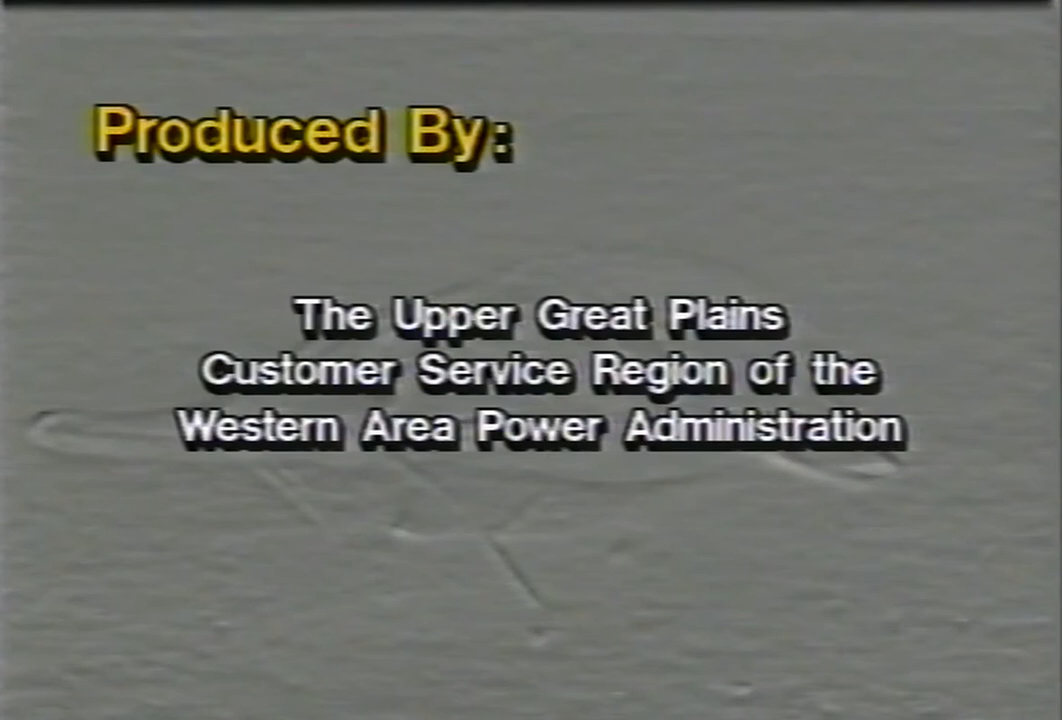 Produced By:
The Upper Great Plains
Customer Service Region of the
Western Area Power Administration